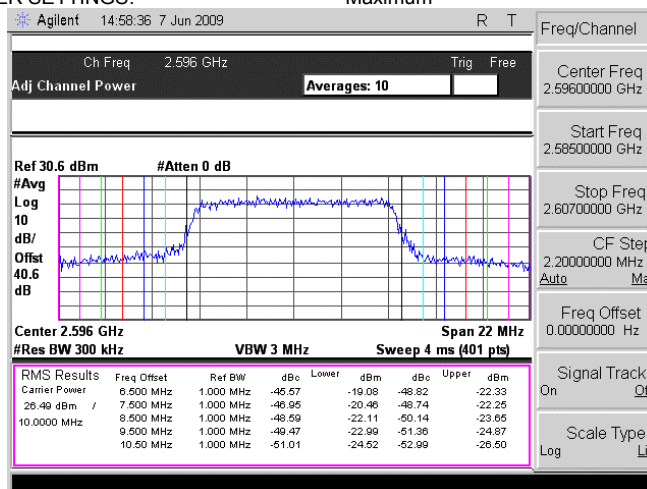 ER SETTINGS:
Maximum
Agilent 14:58:36 7 Jun 2009 R T
Ch Freq 2.596 GHz Trig Free
Adj Channel Power Averages: 10
Ref 30.6 dBm #Atten 0 dB
#Avg
Log
10
dB/
Offst
40.6
dB
Center 2.596 GHz Span 22 MHz
#Res BW 300 kHz VBW 3 MHz Sweep 4 ms (401 pts)
RMS Results Freq Offset Ref BW dBc Lower dBm dBc Upper dBm
Carrier Power 6.500 MHz 1.000 MHz -45.57 -19.08 -48.82 -22.33
26.49 dBm / 7.500 MHz 1.000 MHz -46.95 -20.46 -48.74 -22.25
10.0000 MHz 8.500 MHz 1.000 MHz -48.59 -22.11 -50.14 -23.65
9.500 MHz 1.000 MHz -49.47 -22.99 -51.36 -24.87
10.50 MHz 1.000 MHz -51.01 -24.52 -52.99 -26.50
Freq/Channel
Center Freq
2.59600000 GHz
Start Freq
2.58500000 GHz
Stop Freq
2.60700000 GHz
CF Step
2.20000000 MHz
Auto Ma
Freq Offset
0.00000000 Hz
Signal Track
On Of
Scale Type
Log Li